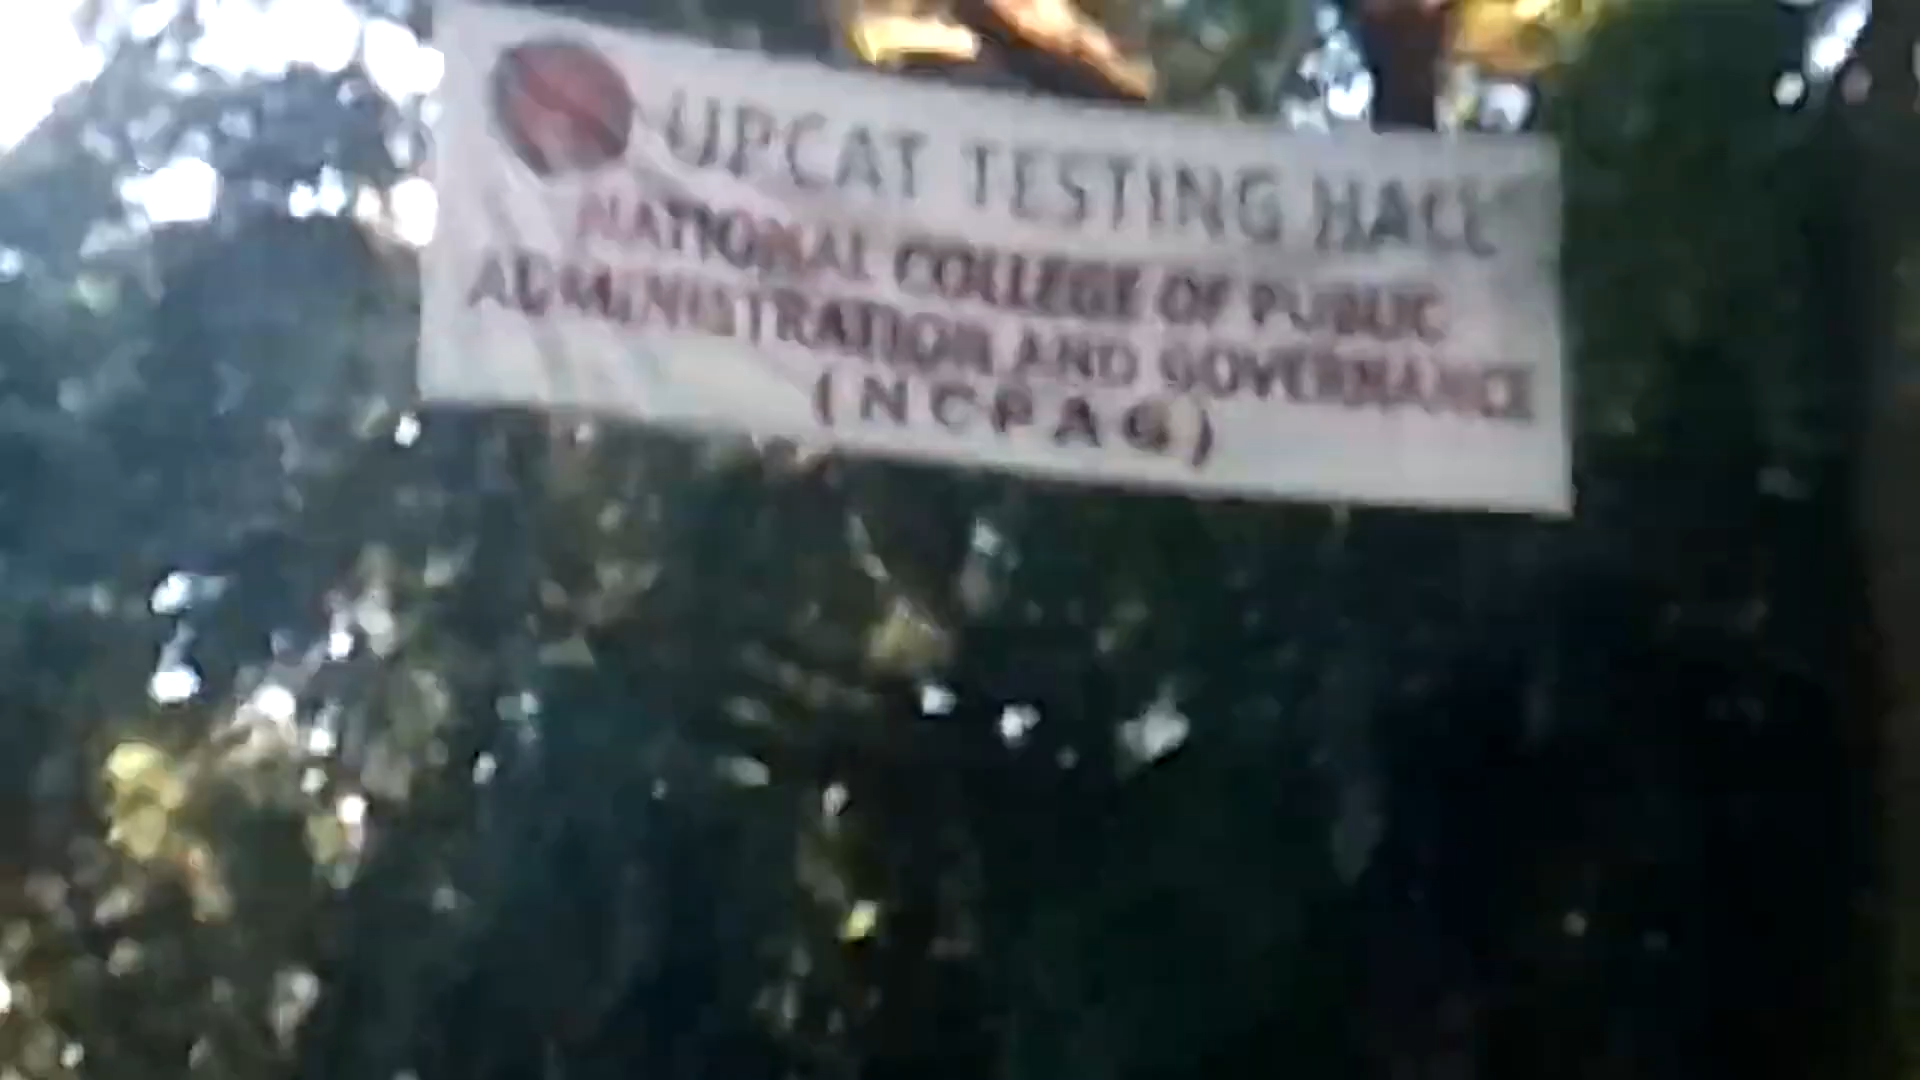 UPCAT TESTING HALL
NATIONAL COLLEGE OF PUBLIC
ADMINISTRATION AND GOVERNANCE
(NCPAG)